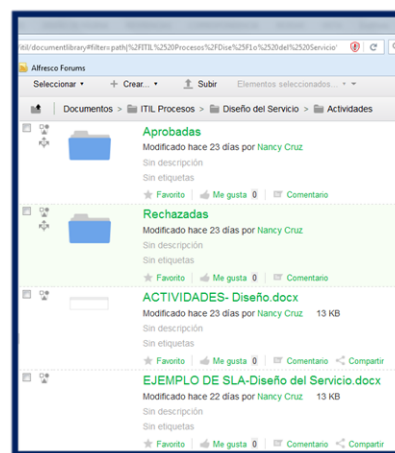 /itil/documentlibrary#filter=path|%2FITIL%2520Procesos%2FDise%25F1o%2520del%2520Servicio'
Alfresco Forums
Seleccionar Crear... Subir Elementos seleccionados...
Documentos > ITIL Procesos > Diseño del Servicio > Actividades
Aprobadas
Modificado hace 23 días por Nancy Cruz
Sin descripción
Sin etiquetas
Favorito Me gusta 0 Comentario
Rechazadas
Modificado hace 23 días por Nancy Cruz
Sin descripción
Sin etiquetas
Favorito Me gusta 0 Comentario
ACTIVIDADES- Diseño.docx
Modificado hace 23 días por Nancy Cruz 13 KB
Sin descripción
Sin etiquetas
Favorito Me gusta 0 Comentario Compartir
EJEMPLO DE SLA-Diseño del Servicio.docx
Modificado hace 22 días por Nancy Cruz 13 KB
Sin descripción
Sin etiquetas
Favorito Me gusta 0 Comentario Compartir